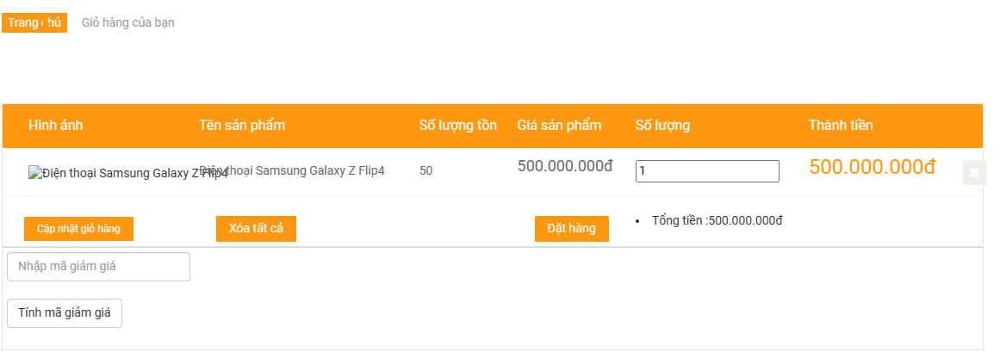 Trang chủ Giỏ hàng của bạn
Hình ảnh Tên sản phẩm Số lượng tồn Giá sản phẩm Số lượng Thành tiền
Điện thoại Samsung Galaxy Z Flip4 Điện thoại Samsung Galaxy Z Flip4 50 500.000.000đ 1 500.000.000đ
Cập nhật giỏ hàng Xóa tất cả Đặt hàng Tổng tiền :500.000.000đ
Nhập mã giảm giá
Tính mã giảm giá